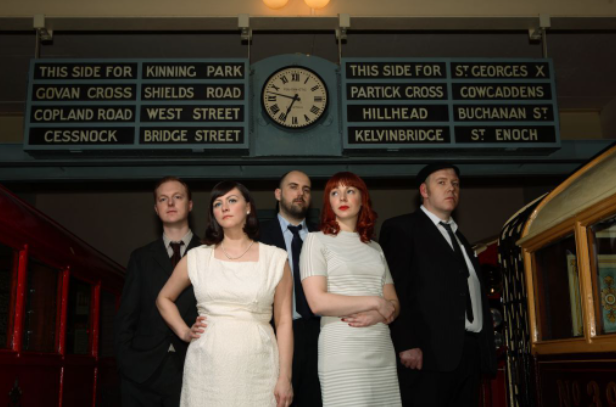 THIS SIDE FOR KINNING PARK
GOVAN CROSS SHIELDS ROAD
COPLAND ROAD WEST STREET
CESSNOCK BRIDGE STREET
THIS SIDE FOR ST. GEORGES X
PARTICK CROSS COWCADDENS
HILLHEAD BUCHANAN ST.
KELVINBRIDGE ST. ENOCH